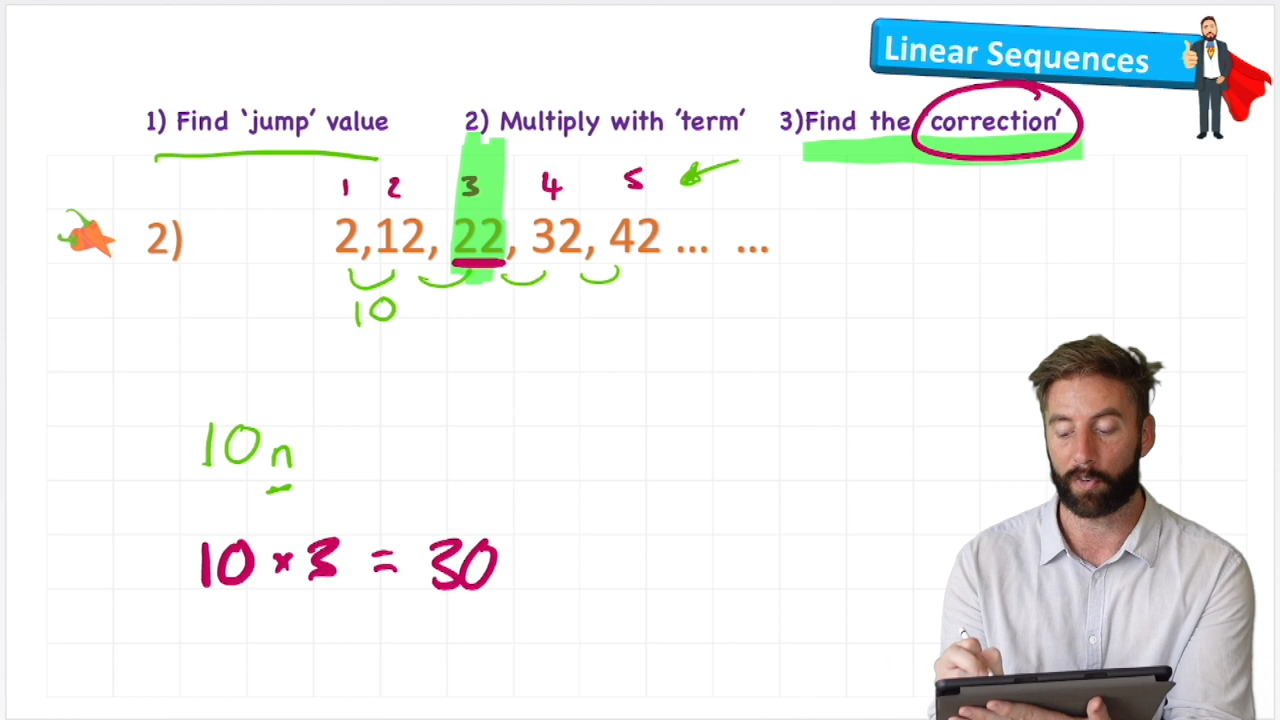 Linear Sequences
1) Find ‘jump’ value 2) Multiply with ‘term’ 3)Find the ‘correction’
1 2 3 4 5
2) 2,12, 22, 32, 42 ... ...
10
10n
10 × 3 = 30